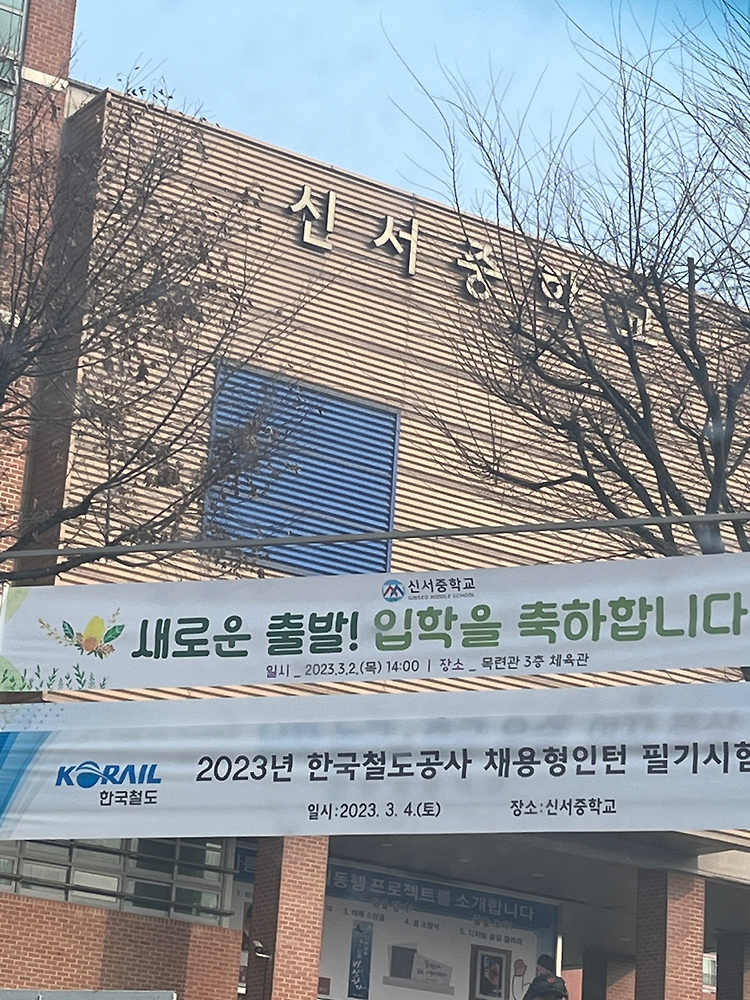 신서중학교
신서중학교
SINSEO MIDDLE SCHOOL
새로운 출발! 입학을 축하합니다
일시 _ 2023.3.2.(목) 14:00 | 장소 _ 목련관 3층 체육관
KORAIL
한국철도
2023년 한국철도공사 채용형인턴 필기시험
일시:2023. 3. 4.(토)
장소:신서중학교
동행 프로젝트를 소개합니다